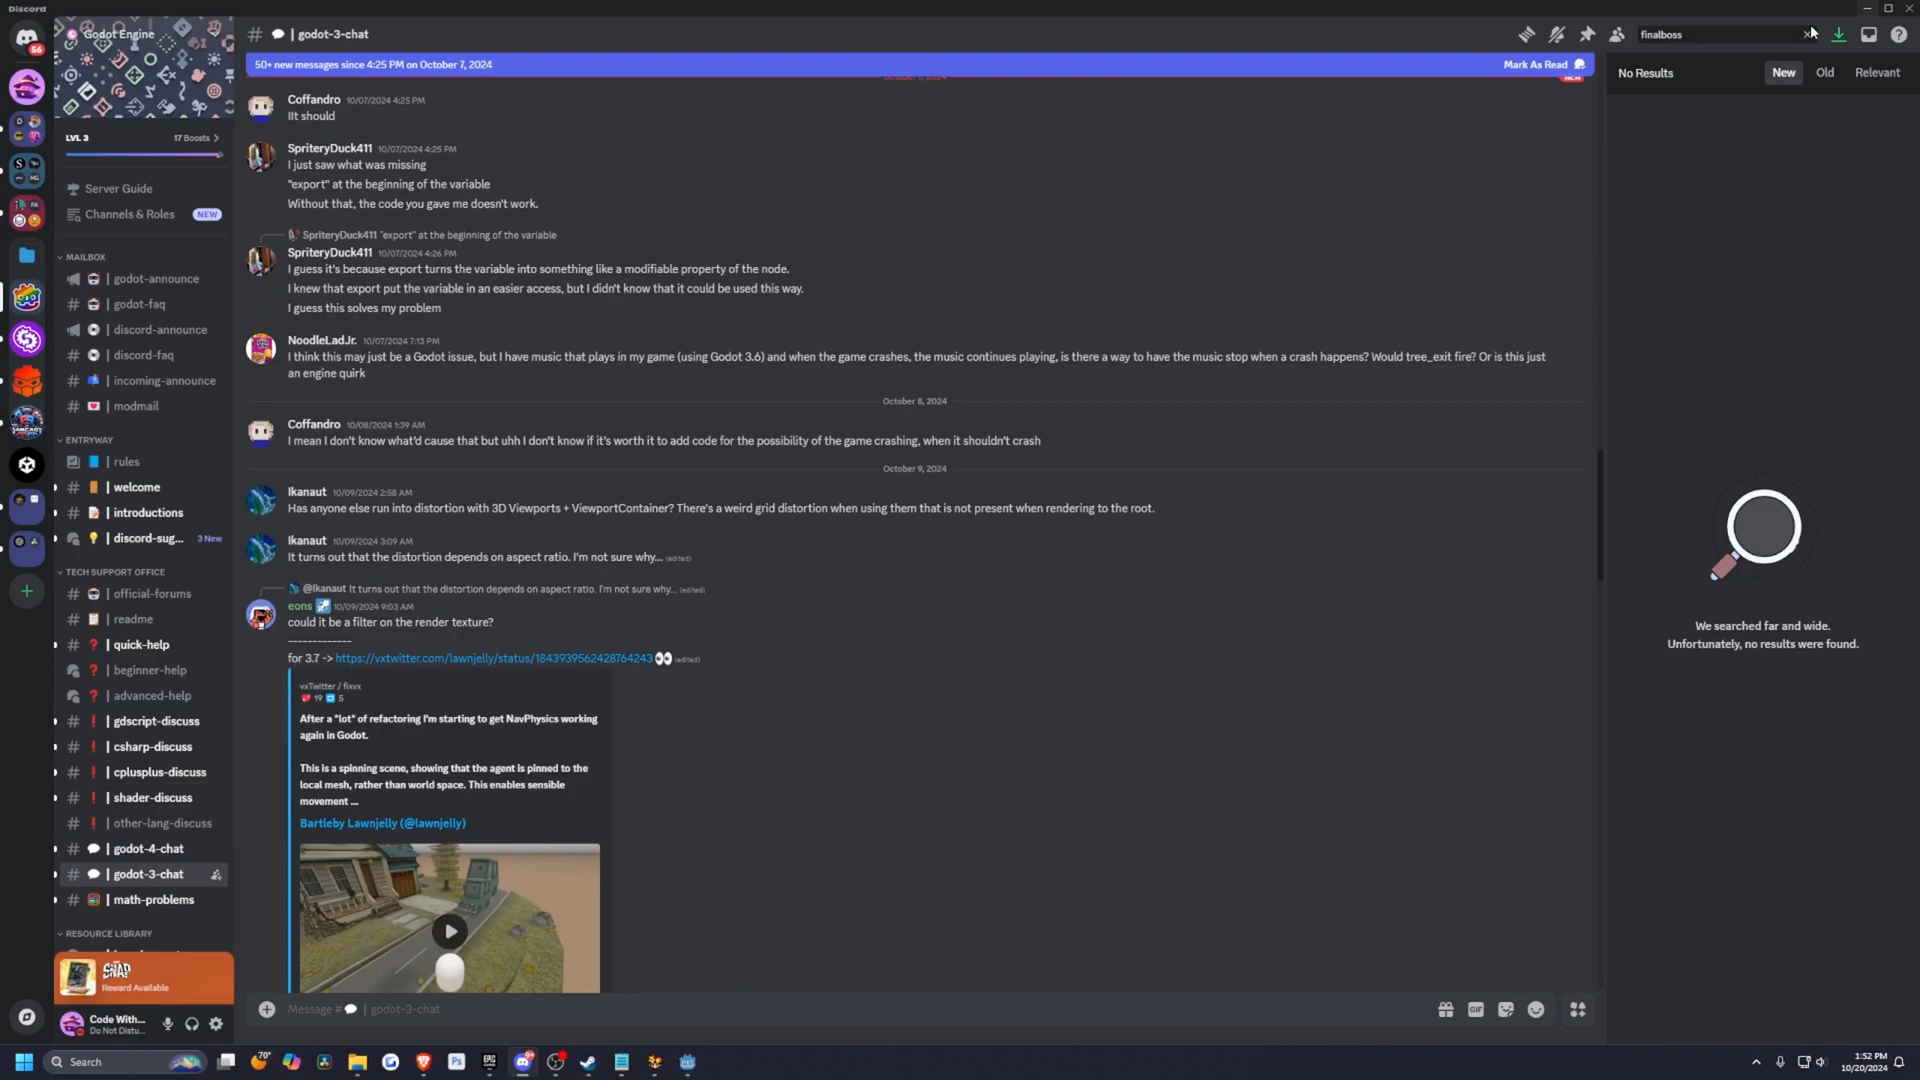 Discord
Godot Engine
LVL 3
17 Boosts
Server Guide
Channels & Roles
NEW
MAILBOX
| godot-announce
| godot-faq
| discord-announce
| discord-faq
| incoming-announce
| modmail
ENTRYWAY
| rules
| welcome
| introductions
| discord-sug...
3 New
TECH SUPPORT OFFICE
| official-forums
| readme
| quick-help
| beginner-help
| advanced-help
| gdscript-discuss
| csharp-discuss
| cplusplus-discuss
| shader-discuss
| other-lang-discuss
| godot-4-chat
| godot-3-chat
| math-problems
RESOURCE LIBRARY
SNAP
Reward Available
Code With...
Do Not Distu...
56
# | godot-3-chat
50+ new messages since 4:25 PM on October 7, 2024
Mark As Read
Coffandro 10/07/2024 4:25 PM
IIt should
SpriteryDuck411 10/07/2024 4:25 PM
I just saw what was missing
"export" at the beginning of the variable
Without that, the code you gave me doesn't work.
SpriteryDuck411 "export" at the beginning of the variable
SpriteryDuck411 10/07/2024 4:26 PM
I guess it's because export turns the variable into something like a modifiable property of the node.
I knew that export put the variable in an easier access, but I didn't know that it could be used this way.
I guess this solves my problem
NoodleLadJr. 10/07/2024 7:13 PM
I think this may just be a Godot issue, but I have music that plays in my game (using Godot 3.6) and when the game crashes, the music continues playing, is there a way to have the music stop when a crash happens? Would tree_exit fire? Or is this just
an engine quirk
October 8, 2024
Coffandro 10/08/2024 1:39 AM
I mean I don't know what'd cause that but uhh I don't know if it's worth it to add code for the possibility of the game crashing, when it shouldn't crash
October 9, 2024
Ikanaut 10/09/2024 2:58 AM
Has anyone else run into distortion with 3D Viewports + ViewportContainer? There's a weird grid distortion when using them that is not present when rendering to the root.
Ikanaut 10/09/2024 3:09 AM
It turns out that the distortion depends on aspect ratio. I'm not sure why... (edited)
@Ikanaut It turns out that the distortion depends on aspect ratio. I'm not sure why... (edited)
eons 10/09/2024 9:03 AM
could it be a filter on the render texture?
-------------
for 3.7 -> https://vxtwitter.com/lawnjelly/status/1843939562428764243 👀 (edited)
vxTwitter / fixvx
19 5
After a *lot* of refactoring I'm starting to get NavPhysics working
again in Godot.
This is a spinning scene, showing that the agent is pinned to the
local mesh, rather than world space. This enables sensible
movement ...
Bartleby Lawnjelly (@lawnjelly)
Message # | godot-3-chat
GIF
finalboss
No Results
New
Old
Relevant
We searched far and wide.
Unfortunately, no results were found.
Search
70°
Ps
EPIC
1:52 PM
10/20/2024